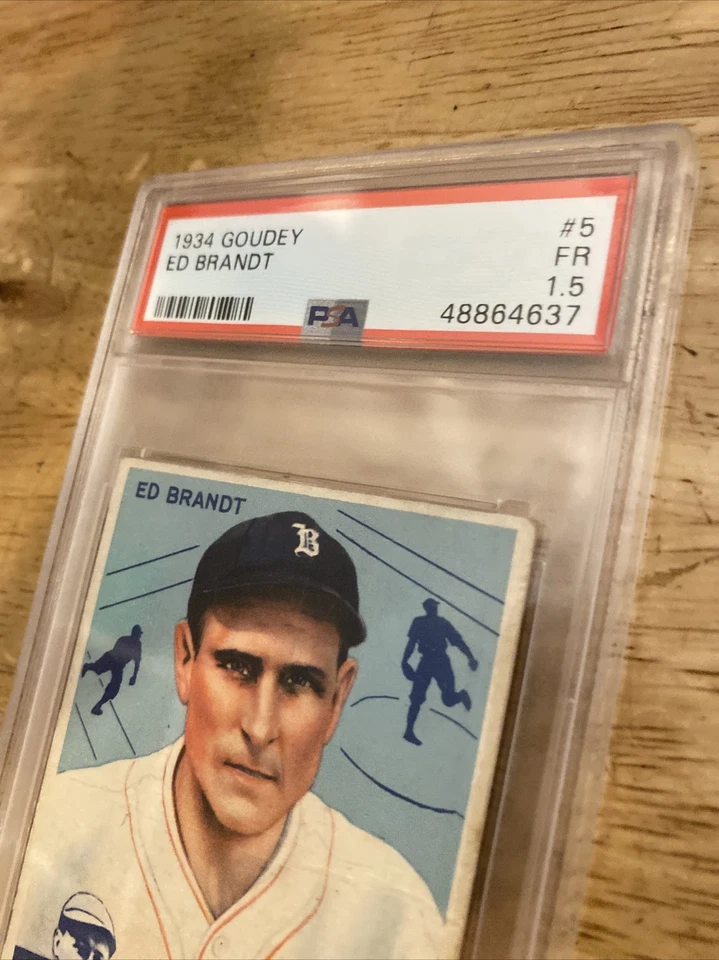 1934 GOUDEY #5
ED BRANDT FR
1.5
PSA 48864637
ED BRANDT
B